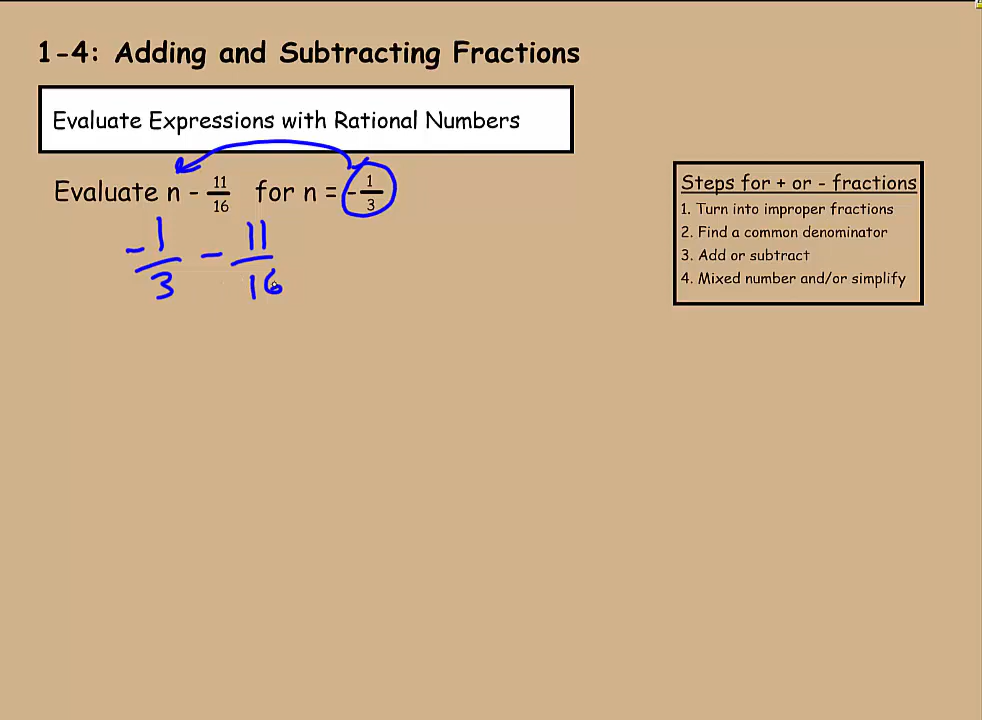 1-4: Adding and Subtracting Fractions
Evaluate Expressions with Rational Numbers
Evaluate n - 11/16 for n = -1/3
-1/3 - 11/16
Steps for + or - fractions
1. Turn into improper fractions
2. Find a common denominator
3. Add or subtract
4. Mixed number and/or simplify